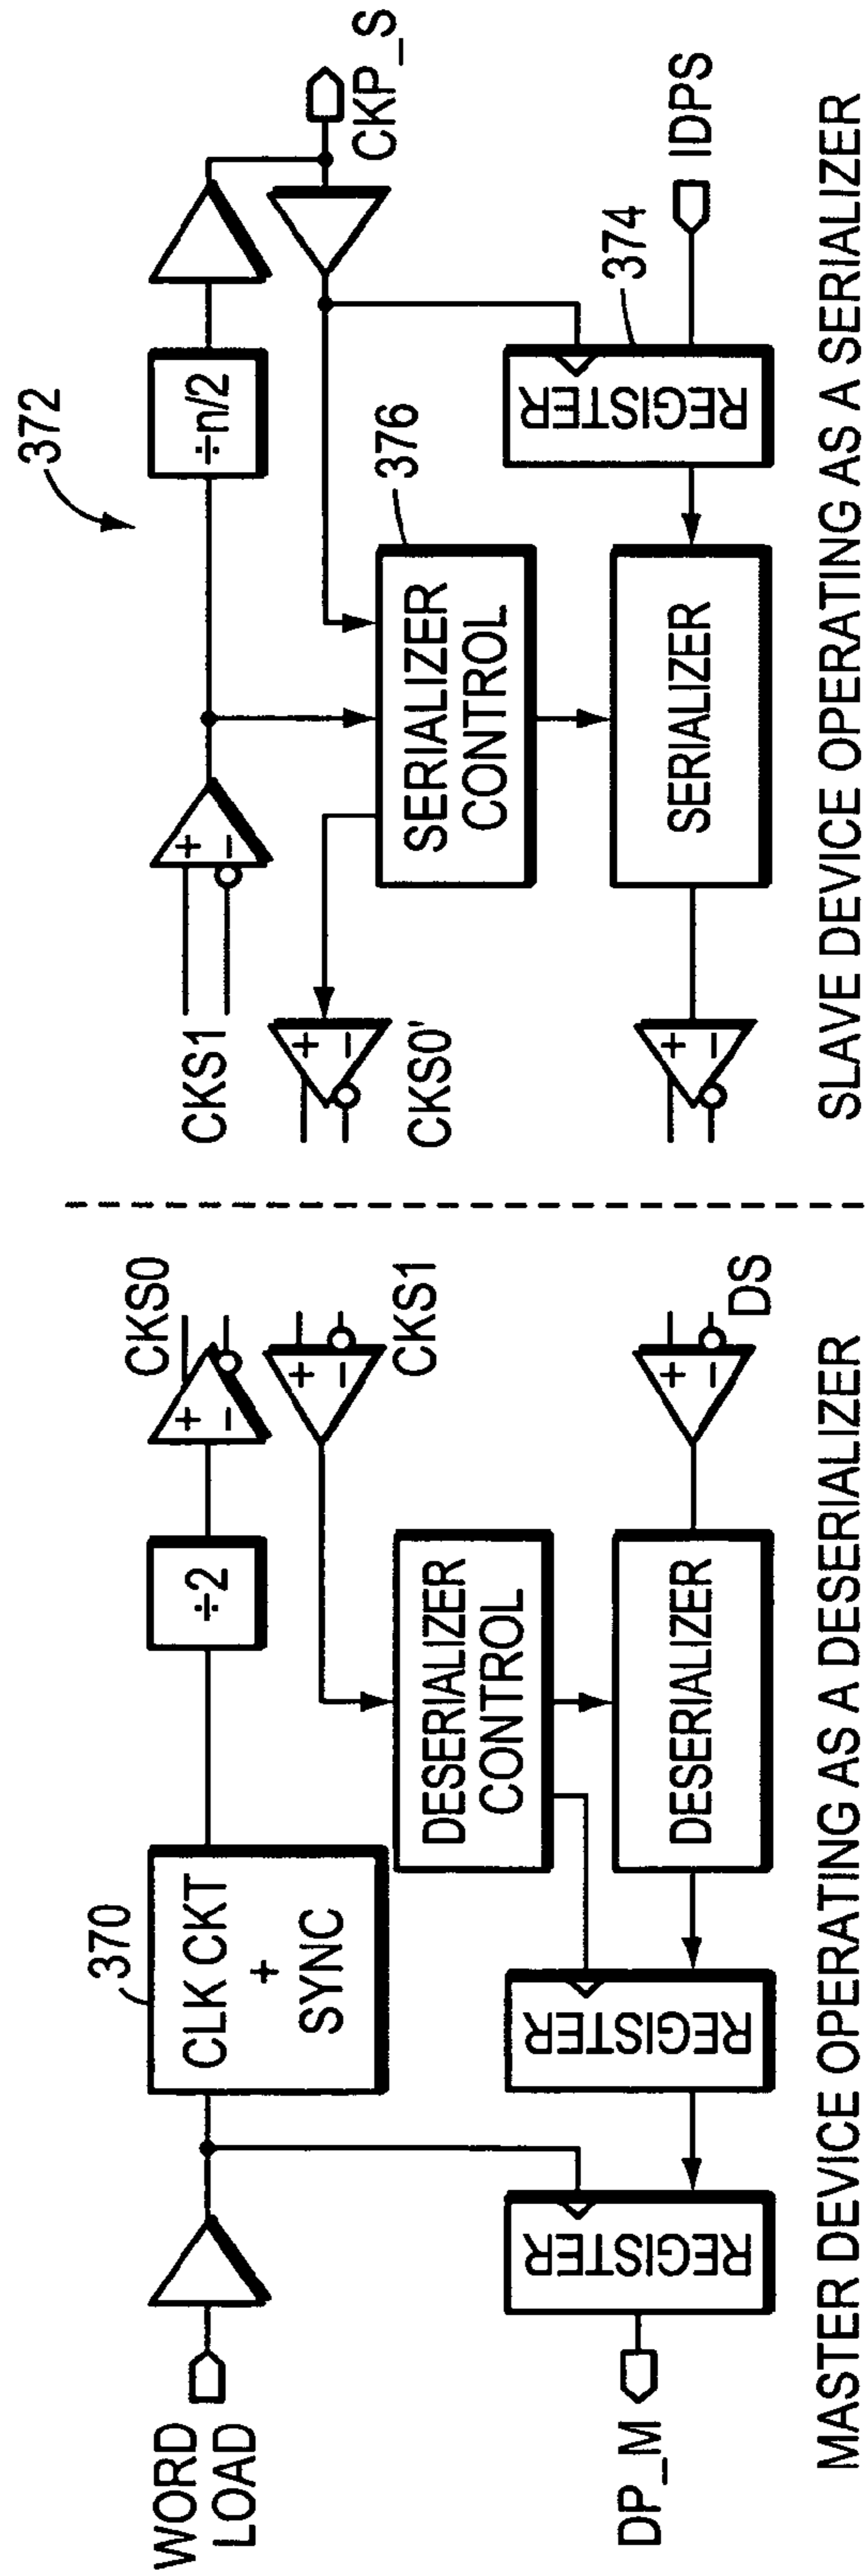 WORD
LOAD
370
CLK CKT
+
SYNC
÷2
CKS0
+
−
CKS1
+
−
DESERIALIZER
CONTROL
DP_M
REGISTER
REGISTER
DESERIALIZER
+
−
DS
MASTER DEVICE OPERATING AS A DESERIALIZER
372
CKS1
+
−
÷n/2
CKP_S
CKS0'
+
−
SERIALIZER
CONTROL
376
+
−
SERIALIZER
REGISTER
374
IDPS
SLAVE DEVICE OPERATING AS A SERIALIZER